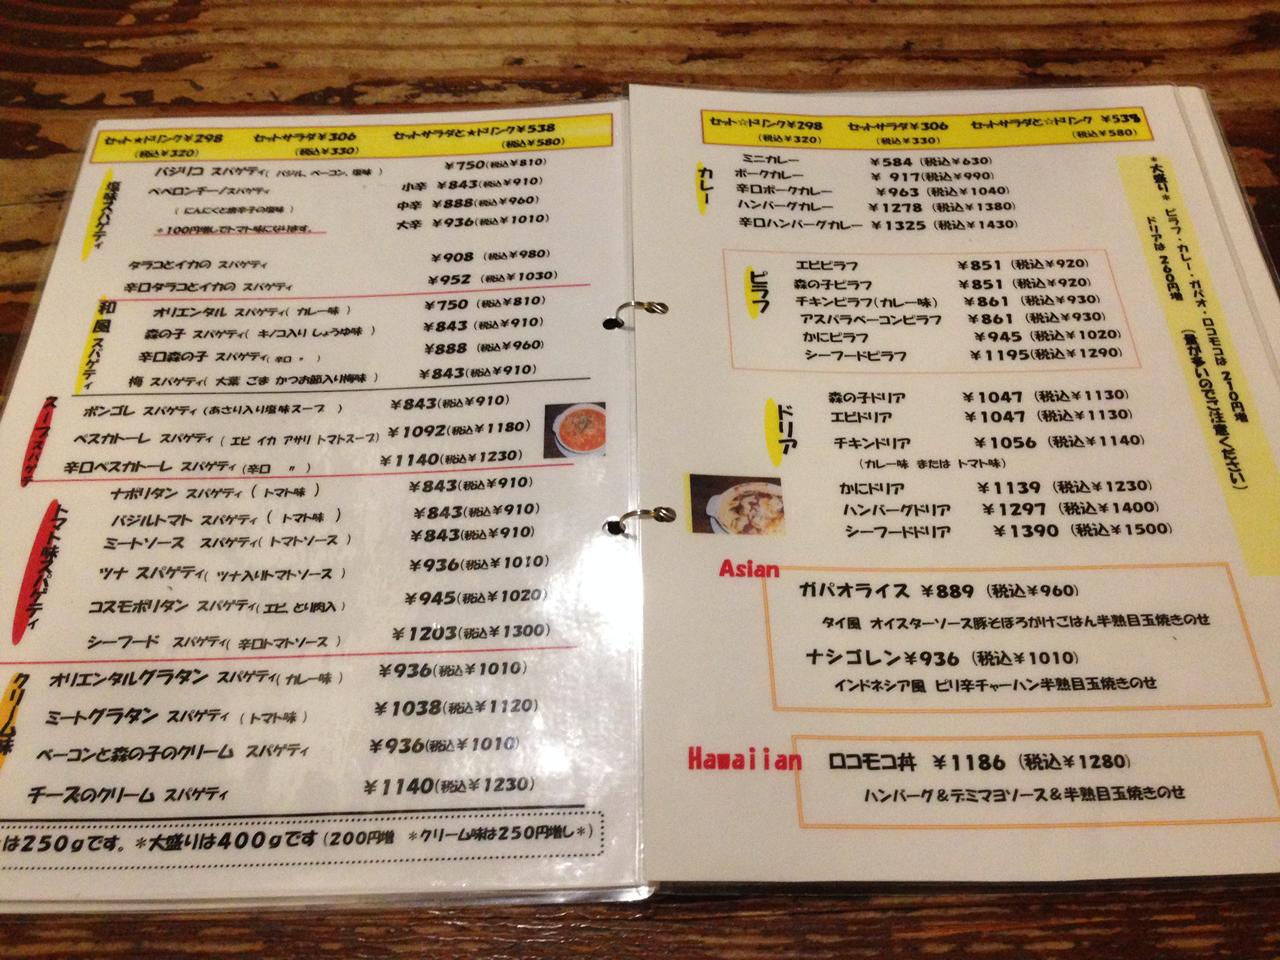 セット★ドリンク¥298 セットサラダ¥306 セットサラダと★ドリンク¥538
(税込¥320) (税込¥330) (税込¥580)
塩味スパゲティ
バジリコ スパゲティ(バジル、ベーコン、塩味) ¥750(税込¥810)
ペペロンチーノスパゲティ 小辛 ¥843(税込¥910)
(にんにくと唐辛子の塩味) 中辛 ¥888(税込¥960)
*100円増しでトマト味になります。 大辛 ¥936(税込¥1010)
タラコとイカの スパゲティ ¥908(税込¥980)
辛口タラコとイカの スパゲティ ¥952(税込¥1030)
和風スパゲティ
オリエンタル スパゲティ(カレー味) ¥750(税込¥810)
森の子 スパゲティ(キノコ入りしょうゆ味) ¥843(税込¥910)
辛口森の子 スパゲティ(辛口 〃) ¥888(税込¥960)
梅 スパゲティ(大葉 ごま かつお節入り梅味) ¥843(税込¥910)
スープスパゲティ
ボンゴレ スパゲティ(あさり入り塩味スープ) ¥843(税込¥910)
ペスカトーレ スパゲティ(エビ イカ アサリ トマトスープ) ¥1092(税込¥1180)
辛口ペスカトーレ スパゲティ(辛口 〃) ¥1140(税込¥1230)
トマト味スパゲティ
ナポリタン スパゲティ(トマト味) ¥843(税込¥910)
バジルトマト スパゲティ(トマト味) ¥843(税込¥910)
ミートソース スパゲティ(トマトソース) ¥843(税込¥910)
ツナ スパゲティ(ツナ入りトマトソース) ¥936(税込¥1010)
コスモポリタン スパゲティ(エビ、とり肉入) ¥945(税込¥1020)
シーフード スパゲティ(辛口トマトソース) ¥1203(税込¥1300)
クリーム味
オリエンタルグラタン スパゲティ(カレー味) ¥936(税込¥1010)
ミートグラタン スパゲティ(トマト味) ¥1038(税込¥1120)
ベーコンと森の子のクリーム スパゲティ ¥936(税込¥1010)
チーズのクリーム スパゲティ ¥1140(税込¥1230)
は250gです。*大盛りは400gです(200円増 *クリーム味は250円増し*)
セット☆ドリンク¥298 セットサラダ¥306 セットサラダと☆ドリンク ¥538
(税込¥320) (税込¥330) (税込¥580)
カレー
ミニカレー ¥584(税込¥630)
ポークカレー ¥917(税込¥990)
辛口ポークカレー ¥963(税込¥1040)
ハンバーグカレー ¥1278(税込¥1380)
辛口ハンバーグカレー ¥1325(税込¥1430)
ピラフ
エビピラフ ¥851(税込¥920)
森の子ピラフ ¥851(税込¥920)
チキンピラフ(カレー味) ¥861(税込¥930)
アスパラベーコンピラフ ¥861(税込¥930)
かにピラフ ¥945(税込¥1020)
シーフードピラフ ¥1195(税込¥1290)
ドリア
森の子ドリア ¥1047(税込¥1130)
エビドリア ¥1047(税込¥1130)
チキンドリア ¥1056(税込¥1140)
(カレー味 または トマト味)
かにドリア ¥1139(税込¥1230)
ハンバーグドリア ¥1297(税込¥1400)
シーフードドリア ¥1390(税込¥1500)
*大盛り* ピラフ・カレー・ガパオ・ロコモコは210円増
ドリアは260円増 (量が多いのでご注意ください)
Asian
ガパオライス ¥889(税込¥960)
タイ風 オイスターソース豚そぼろがけごはん半熟目玉焼きのせ
ナシゴレン¥936(税込¥1010)
インドネシア風 ピリ辛チャーハン半熟目玉焼きのせ
Hawaiian
ロコモコ丼 ¥1186(税込¥1280)
ハンバーグ&デミマヨソース&半熟目玉焼きのせ